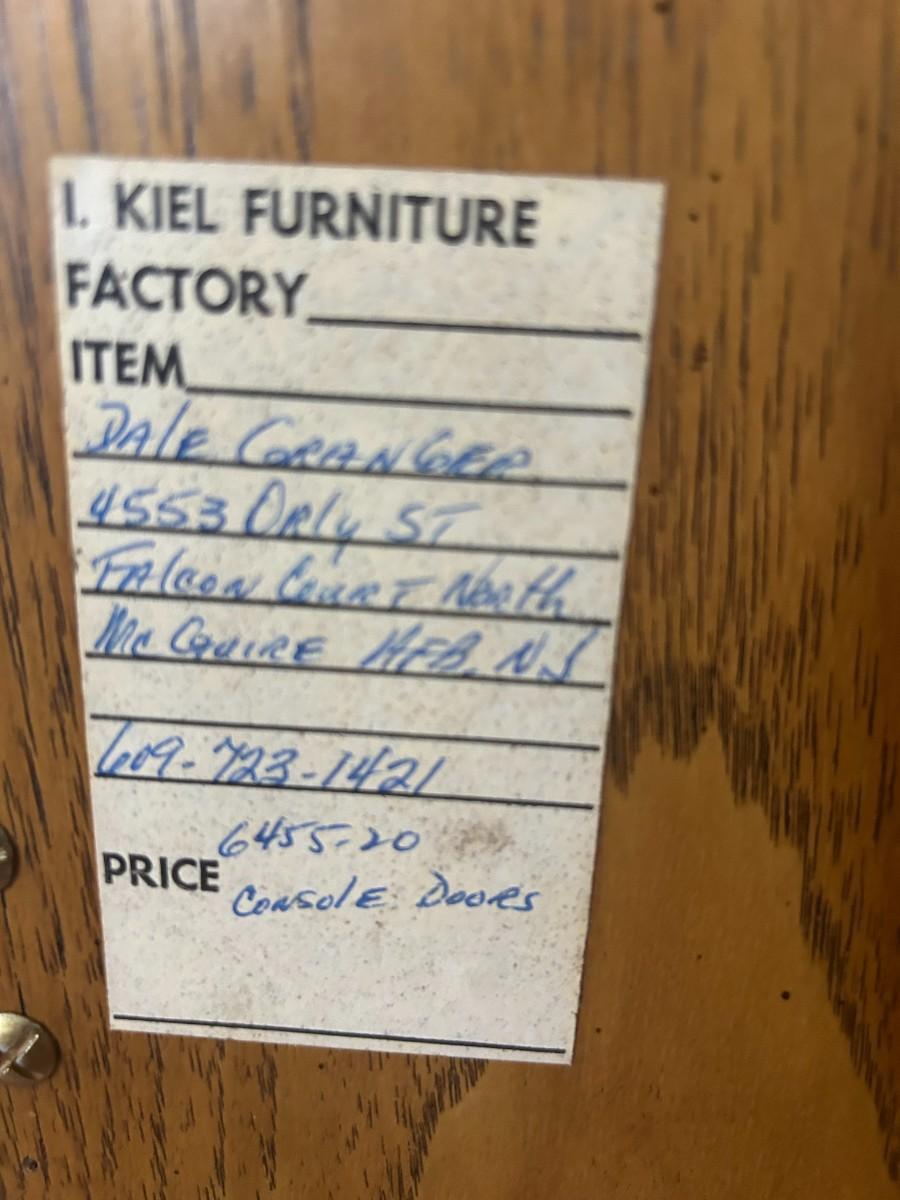 I. KIEL FURNITURE
FACTORY
ITEM
DAlE GRANGER
4553 ORly ST
FAlcon Court North
Mc GuiRE AFB, NJ
609-723-1421
6455-20
PRICE
ConsolE Doors